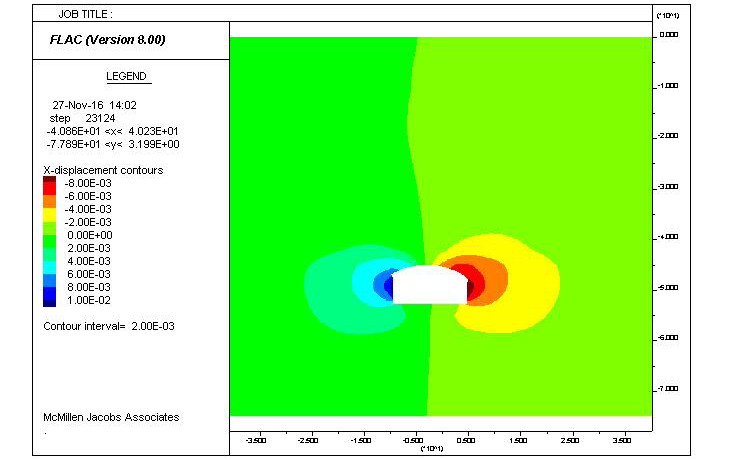 JOB TITLE :
(*10^1)
FLAC (Version 8.00)
LEGEND
27-Nov-16 14:02
step 23124
-4.086E+01 <x< 4.023E+01
-7.789E+01 <y< 3.199E+00
X-displacement contours
-8.00E-03
-6.00E-03
-4.00E-03
-2.00E-03
0.00E+00
2.00E-03
4.00E-03
6.00E-03
8.00E-03
1.00E-02
Contour interval= 2.00E-03
McMillen Jacobs Associates
.
0.000
-1.000
-2.000
-3.000
-4.000
-5.000
-6.000
-7.000
-3.500 -2.500 -1.500 -0.500 0.500 1.500 2.500 3.500
(*10^1)